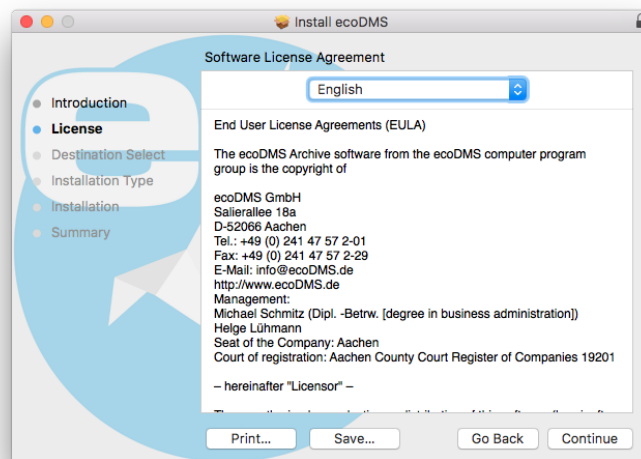 Install ecoDMS
Software License Agreement
English
Introduction
License
Destination Select
Installation Type
Installation
Summary
End User License Agreements (EULA)
The ecoDMS Archive software from the ecoDMS computer program
group is the copyright of
ecoDMS GmbH
Salierallee 18a
D-52066 Aachen
Tel.: +49 (0) 241 47 57 2-01
Fax: +49 (0) 241 47 57 2-29
E-Mail: info@ecoDMS.de
http://www.ecoDMS.de
Management:
Michael Schmitz (Dipl. -Betrw. [degree in business administration])
Helge Lühmann
Seat of the Company: Aachen
Court of registration: Aachen County Court Register of Companies 19201
– hereinafter "Licensor" –
Print...
Save...
Go Back
Continue